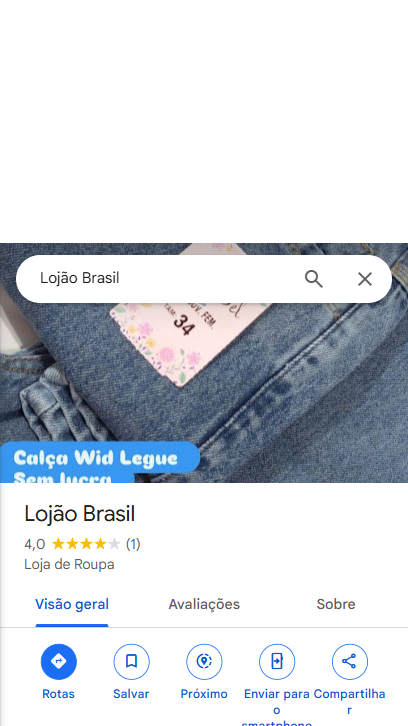 Lojão Brasil
34
Calça Wid Legue
Sem lucra
Lojão Brasil
4,0 (1)
Loja de Roupa
Visão geral Avaliações Sobre
Rotas Salvar Próximo Enviar para o smartphone Compartilhar